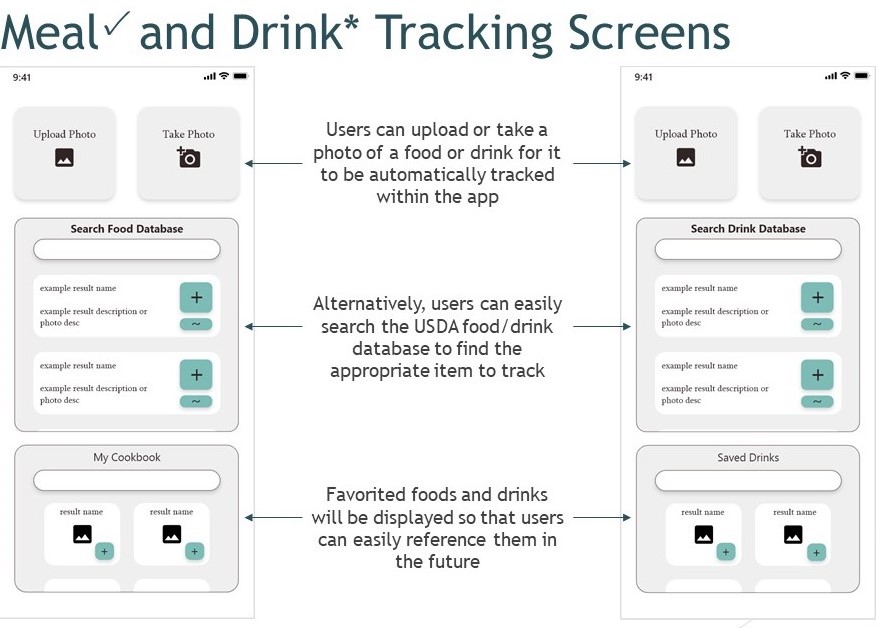 Meal✓ and Drink* Tracking Screens
9:41
Upload Photo
Take Photo
Search Food Database
example result name
+
example result description or
photo desc
~
example result name
+
example result description or
photo desc
~
My Cookbook
result name
+
result name
+
Users can upload or take a
photo of a food or drink for it
to be automatically tracked
within the app
Alternatively, users can easily
search the USDA food/drink
database to find the
appropriate item to track
Favorited foods and drinks
will be displayed so that users
can easily reference them in
the future
9:41
Upload Photo
Take Photo
Search Drink Database
example result name
+
example result description or
photo desc
~
example result name
+
example result description or
photo desc
~
Saved Drinks
result name
+
result name
+